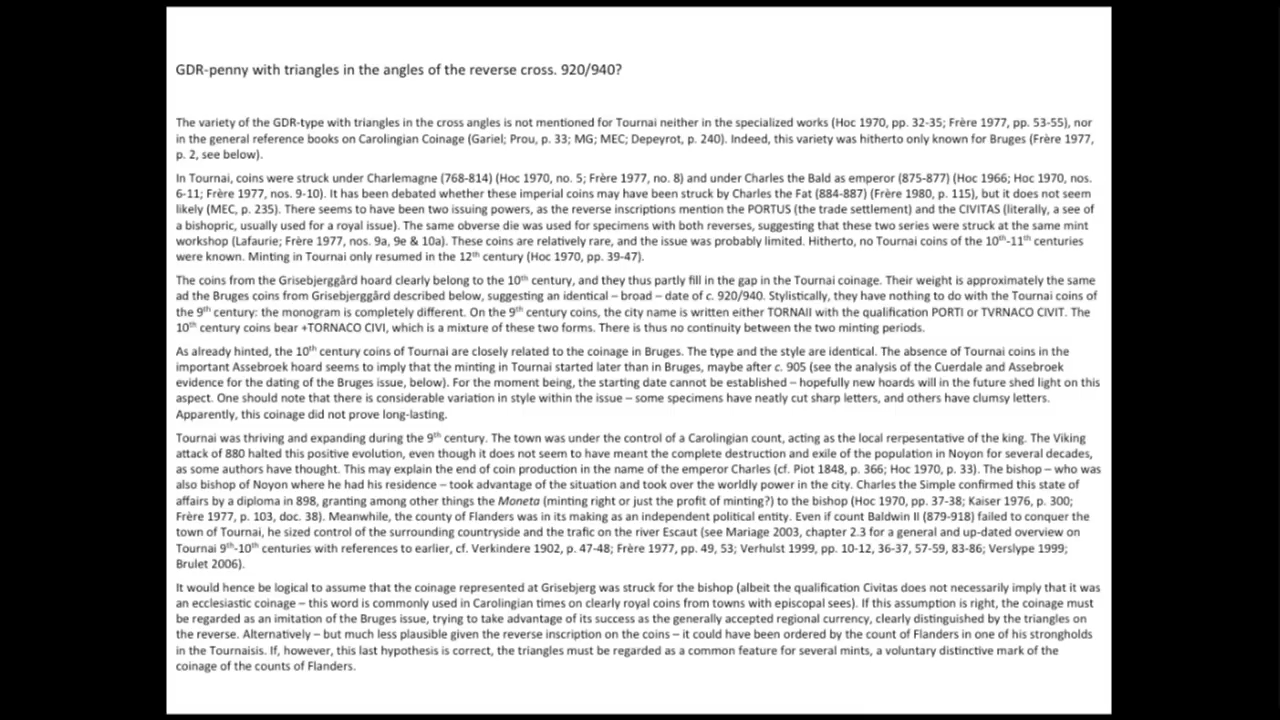 GDR-penny with triangles in the angles of the reverse cross. 920/940?
The variety of the GDR-type with triangles in the cross angles is not mentioned for Tournai neither in the specialized works (Hoc 1970, pp. 32-35; Frère 1977, pp. 53-55), nor
in the general reference books on Carolingian Coinage (Gariel; Prou, p. 33; MG; MEC; Depeyrot, p. 240). Indeed, this variety was hitherto only known for Bruges (Frère 1977,
p. 2, see below).
In Tournai, coins were struck under Charlemagne (768-814) (Hoc 1970, no. 5; Frère 1977, no. 8) and under Charles the Bald as emperor (875-877) (Hoc 1966; Hoc 1970, nos.
6-11; Frère 1977, nos. 9-10). It has been debated whether these imperial coins may have been struck by Charles the Fat (884-887) (Frère 1980, p. 115), but it does not seem
likely (MEC, p. 235). There seems to have been two issuing powers, as the reverse inscriptions mention the PORTUS (the trade settlement) and the CIVITAS (literally, a see of
a bishopric, usually used for a royal issue). The same obverse die was used for specimens with both reverses, suggesting that these two series were struck at the same mint
workshop (Lafaurie; Frère 1977, nos. 9a, 9e & 10a). These coins are relatively rare, and the issue was probably limited. Hitherto, no Tournai coins of the 10th-11th centuries
were known. Minting in Tournai only resumed in the 12th century (Hoc 1970, pp. 39-47).
The coins from the Grisebjerggård hoard clearly belong to the 10th century, and they thus partly fill in the gap in the Tournai coinage. Their weight is approximately the same
ad the Bruges coins from Grisebjerggård described below, suggesting an identical – broad – date of c. 920/940. Stylistically, they have nothing to do with the Tournai coins of
the 9th century: the monogram is completely different. On the 9th century coins, the city name is written either TORNAII with the qualification PORTI or TVRNACO CIVIT. The
10th century coins bear +TORNACO CIVI, which is a mixture of these two forms. There is thus no continuity between the two minting periods.
As already hinted, the 10th century coins of Tournai are closely related to the coinage in Bruges. The type and the style are identical. The absence of Tournai coins in the
important Assebroek hoard seems to imply that the minting in Tournai started later than in Bruges, maybe after c. 905 (see the analysis of the Cuerdale and Assebroek
evidence for the dating of the Bruges issue, below). For the moment being, the starting date cannot be established – hopefully new hoards will in the future shed light on this
aspect. One should note that there is considerable variation in style within the issue – some specimens have neatly cut sharp letters, and others have clumsy letters.
Apparently, this coinage did not prove long-lasting.
Tournai was thriving and expanding during the 9th century. The town was under the control of a Carolingian count, acting as the local rerpesentative of the king. The Viking
attack of 880 halted this positive evolution, even though it does not seem to have meant the complete destruction and exile of the population in Noyon for several decades,
as some authors have thought. This may explain the end of coin production in the name of the emperor Charles (cf. Piot 1848, p. 366; Hoc 1970, p. 33). The bishop – who was
also bishop of Noyon where he had his residence – took advantage of the situation and took over the worldly power in the city. Charles the Simple confirmed this state of
affairs by a diploma in 898, granting among other things the Moneta (minting right or just the profit of minting?) to the bishop (Hoc 1970, pp. 37-38; Kaiser 1976, p. 300;
Frère 1977, p. 103, doc. 38). Meanwhile, the county of Flanders was in its making as an independent political entity. Even if count Baldwin II (879-918) failed to conquer the
town of Tournai, he sized control of the surrounding countryside and the trafic on the river Escaut (see Mariage 2003, chapter 2.3 for a general and up-dated overview on
Tournai 9th-10th centuries with references to earlier, cf. Verkindere 1902, p. 47-48; Frère 1977, pp. 49, 53; Verhulst 1999, pp. 10-12, 36-37, 57-59, 83-86; Verslype 1999;
Brulet 2006).
It would hence be logical to assume that the coinage represented at Grisebjerg was struck for the bishop (albeit the qualification Civitas does not necessarily imply that it was
an ecclesiastic coinage – this word is commonly used in Carolingian times on clearly royal coins from towns with episcopal sees). If this assumption is right, the coinage must
be regarded as an imitation of the Bruges issue, trying to take advantage of its success as the generally accepted regional currency, clearly distinguished by the triangles on
the reverse. Alternatively – but much less plausible given the reverse inscription on the coins – it could have been ordered by the count of Flanders in one of his strongholds
in the Tournaisis. If, however, this last hypothesis is correct, the triangles must be regarded as a common feature for several mints, a voluntary distinctive mark of the
coinage of the counts of Flanders.